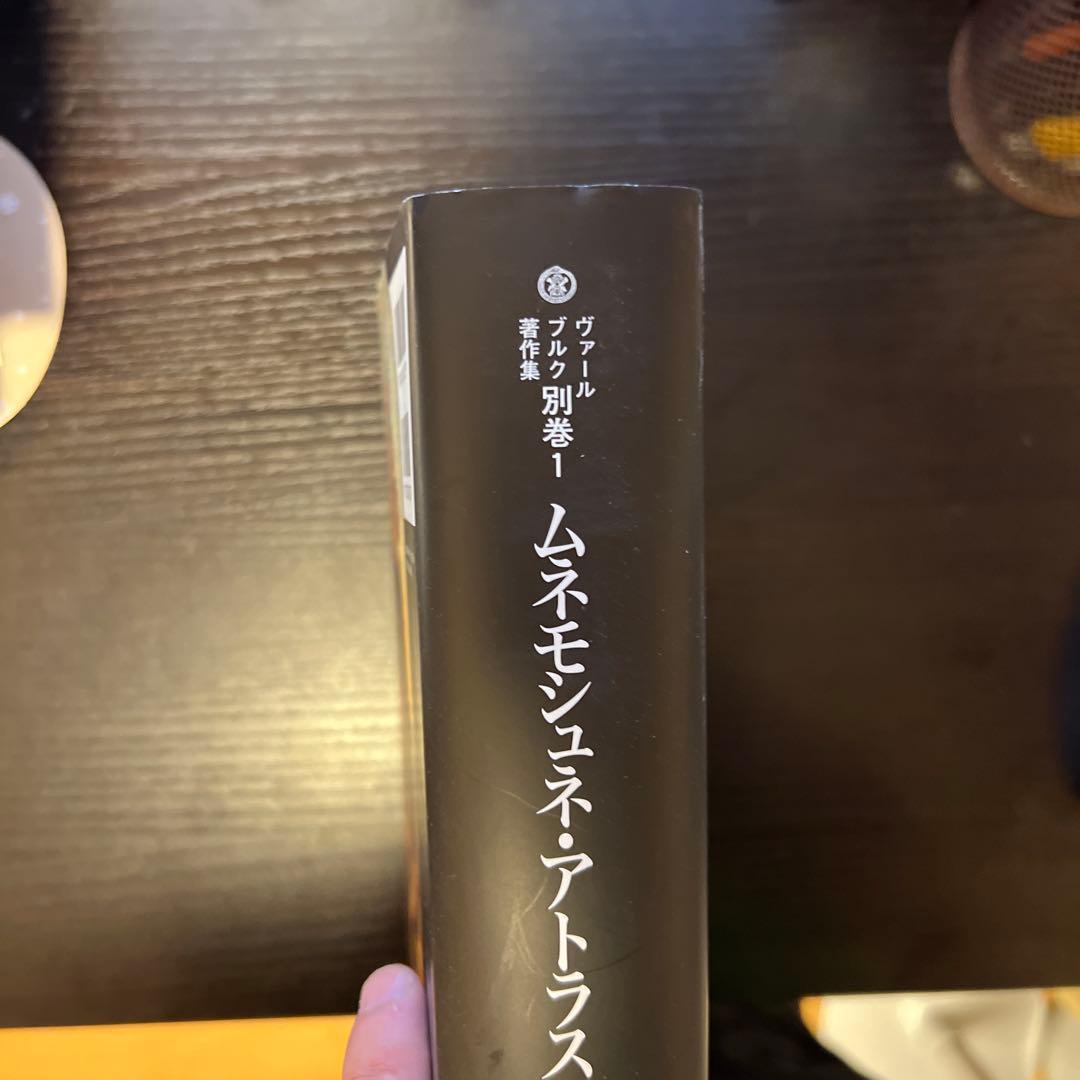 ヴァール
ブルク
著作集
別巻1
ムネモシュネ・アトラス